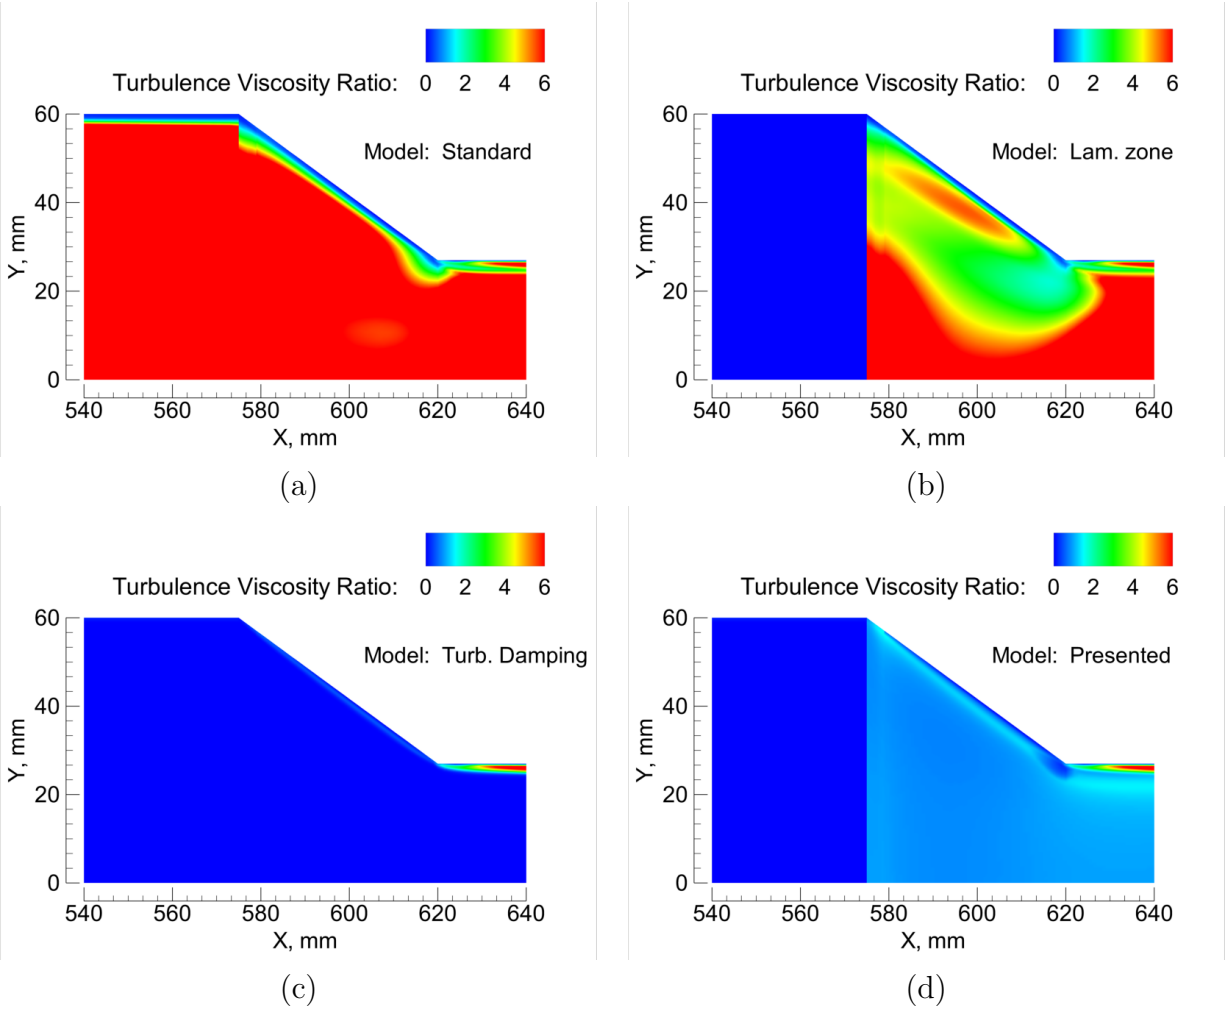 Turbulence Viscosity Ratio: 0 2 4 6
Model: Standard
60
40
20
0
Y, mm
540 560 580 600 620 640
X, mm
(a)
Turbulence Viscosity Ratio: 0 2 4 6
Model: Lam. zone
60
40
20
0
Y, mm
540 560 580 600 620 640
X, mm
(b)
Turbulence Viscosity Ratio: 0 2 4 6
Model: Turb. Damping
60
40
20
0
Y, mm
540 560 580 600 620 640
X, mm
(c)
Turbulence Viscosity Ratio: 0 2 4 6
Model: Presented
60
40
20
0
Y, mm
540 560 580 600 620 640
X, mm
(d)